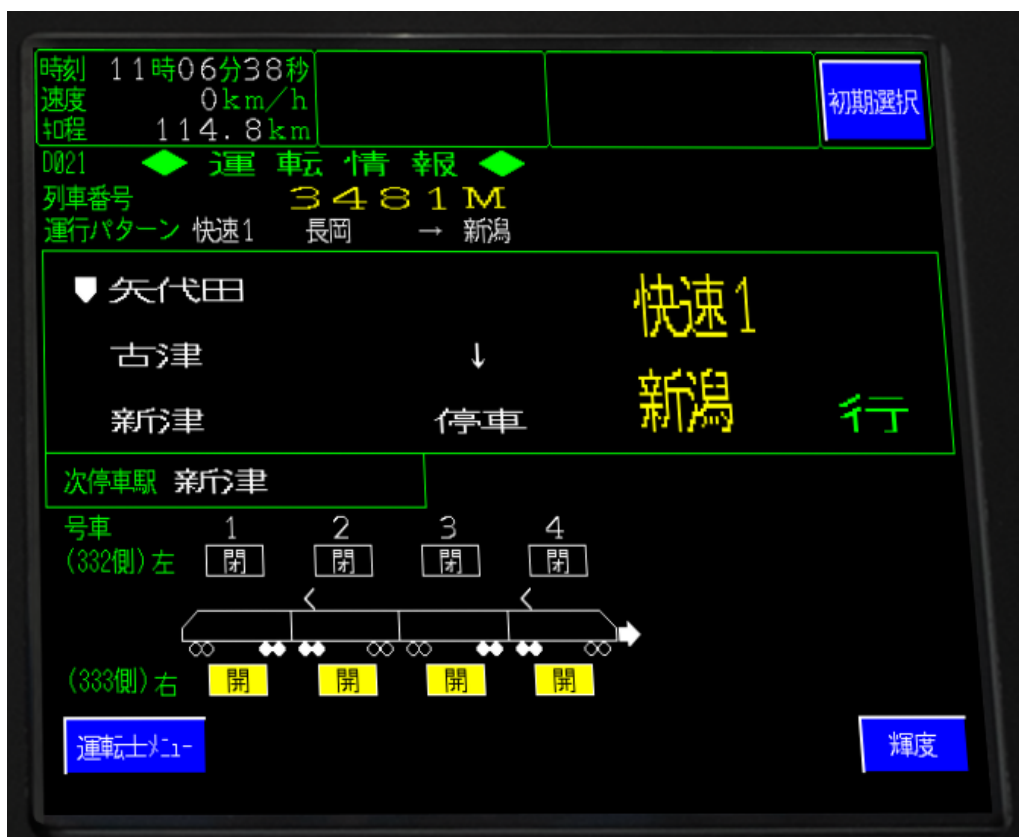 時刻 11時06分38秒
速度 0km/h
キロ程 114.8km
初期選択
D021 ◆ 運転情報 ◆
列車番号 3481M
運行パターン 快速1 長岡 → 新潟
矢代田
古津 ↓
新津 停車
快速1
新潟 行
次停車駅 新津
号車 1 2 3 4
(332側)左 閉 閉 閉 閉
(333側)右 開 開 開 開
運転士メニュー
輝度